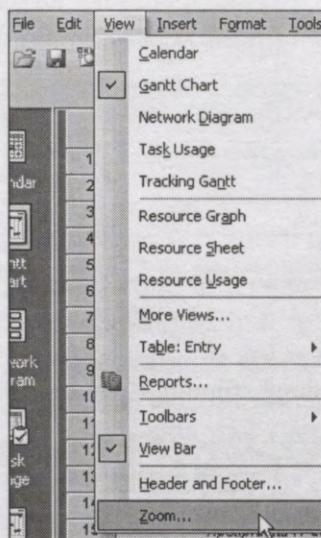 File Edit View Insert Format Tools
Calendar
Gantt Chart
Network Diagram
Task Usage
Tracking Gantt
Resource Graph
Resource Sheet
Resource Usage
More Views...
Table: Entry
Reports...
Toolbars
View Bar
Header and Footer...
Zoom...
1
2
3
4
5
6
7
8
9
10
11
12
13
14
15
ndar
ntt
art
work
ram
sk
age